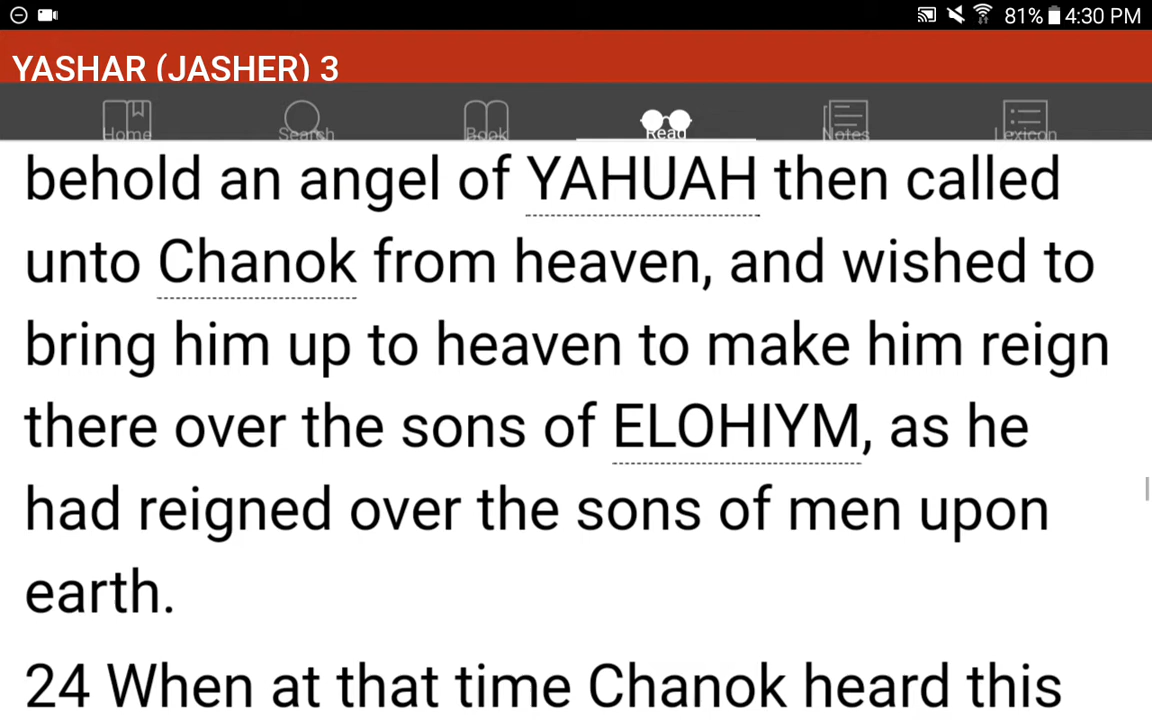 81% 4:30 PM
YASHAR (JASHER) 3
Home Search Book Read Notes Lexicon
behold an angel of YAHUAH then called
unto Chanok from heaven, and wished to
bring him up to heaven to make him reign
there over the sons of ELOHIYM, as he
had reigned over the sons of men upon
earth.
24 When at that time Chanok heard this